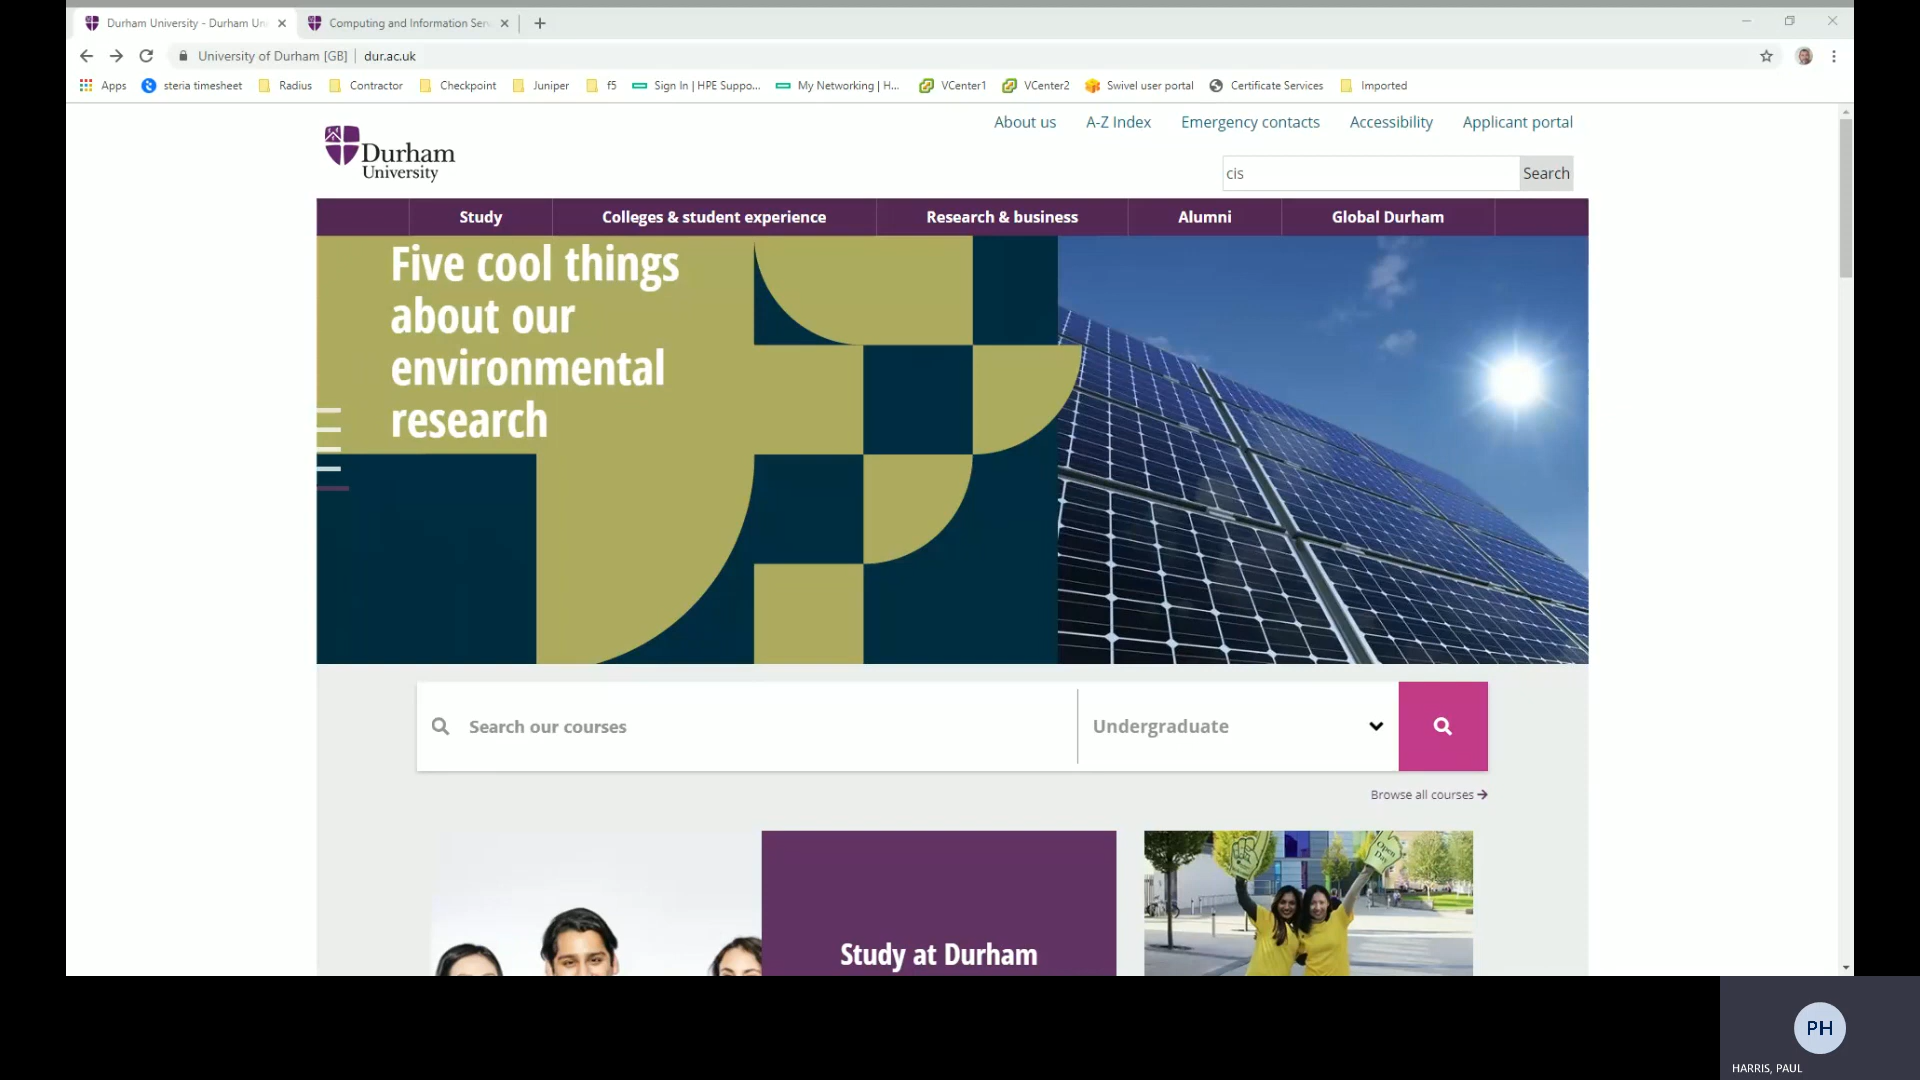 Durham University - Durham Un
Computing and Information Serv
University of Durham [GB] | dur.ac.uk
Apps steria timesheet Radius Contractor Checkpoint Juniper f5 Sign In | HPE Suppo... My Networking | H... VCenter1 VCenter2 Swivel user portal Certificate Services Imported
About us A-Z Index Emergency contacts Accessibility Applicant portal
Durham
University
cis Search
Study Colleges & student experience Research & business Alumni Global Durham
Five cool things
about our
environmental
research
Search our courses Undergraduate
Browse all courses
Open
Day
Study at Durham
PH
HARRIS, PAUL